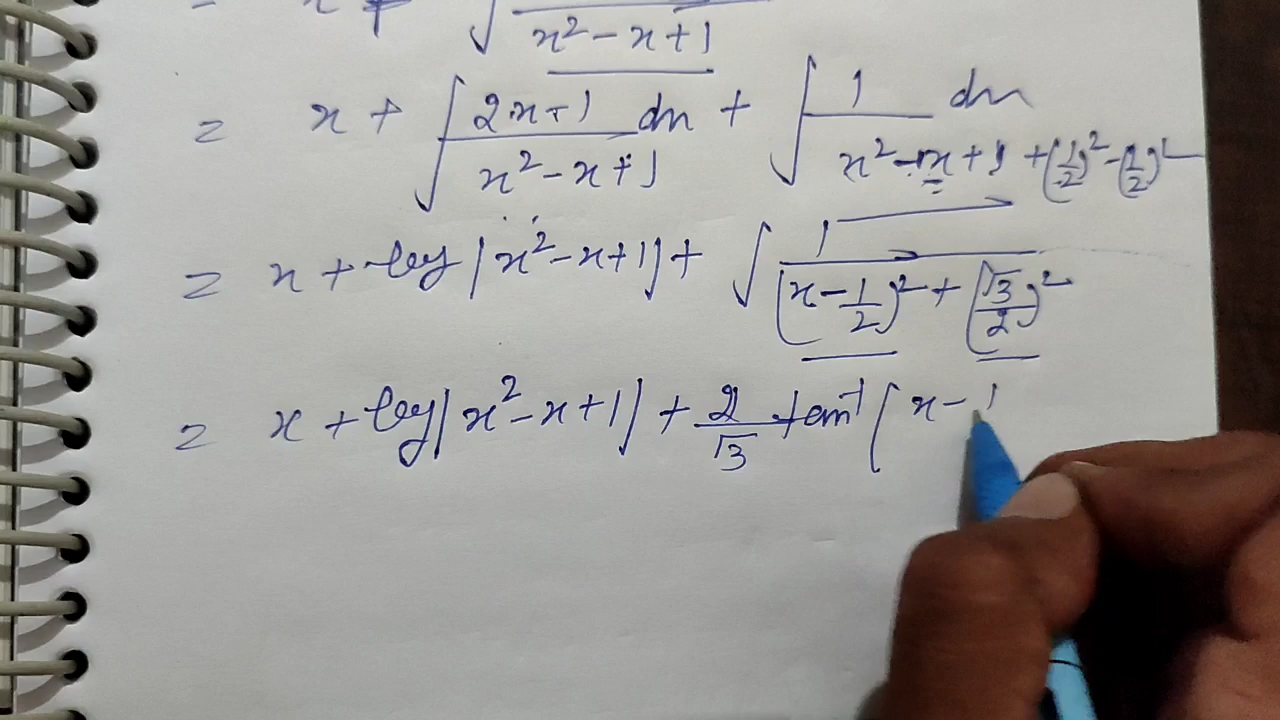 x² - x + 1
= x + ∫ (2x - 1)/(x² - x + 1) dx + ∫ 1/(x² - x + 1 + (1/2)² - (1/2)²) dx
= x + log |x² - x + 1| + ∫ 1/((x - 1/2)² + (√3/2)²)
= x + log |x² - x + 1| + 2/√3 tan⁻¹ ( x - 1